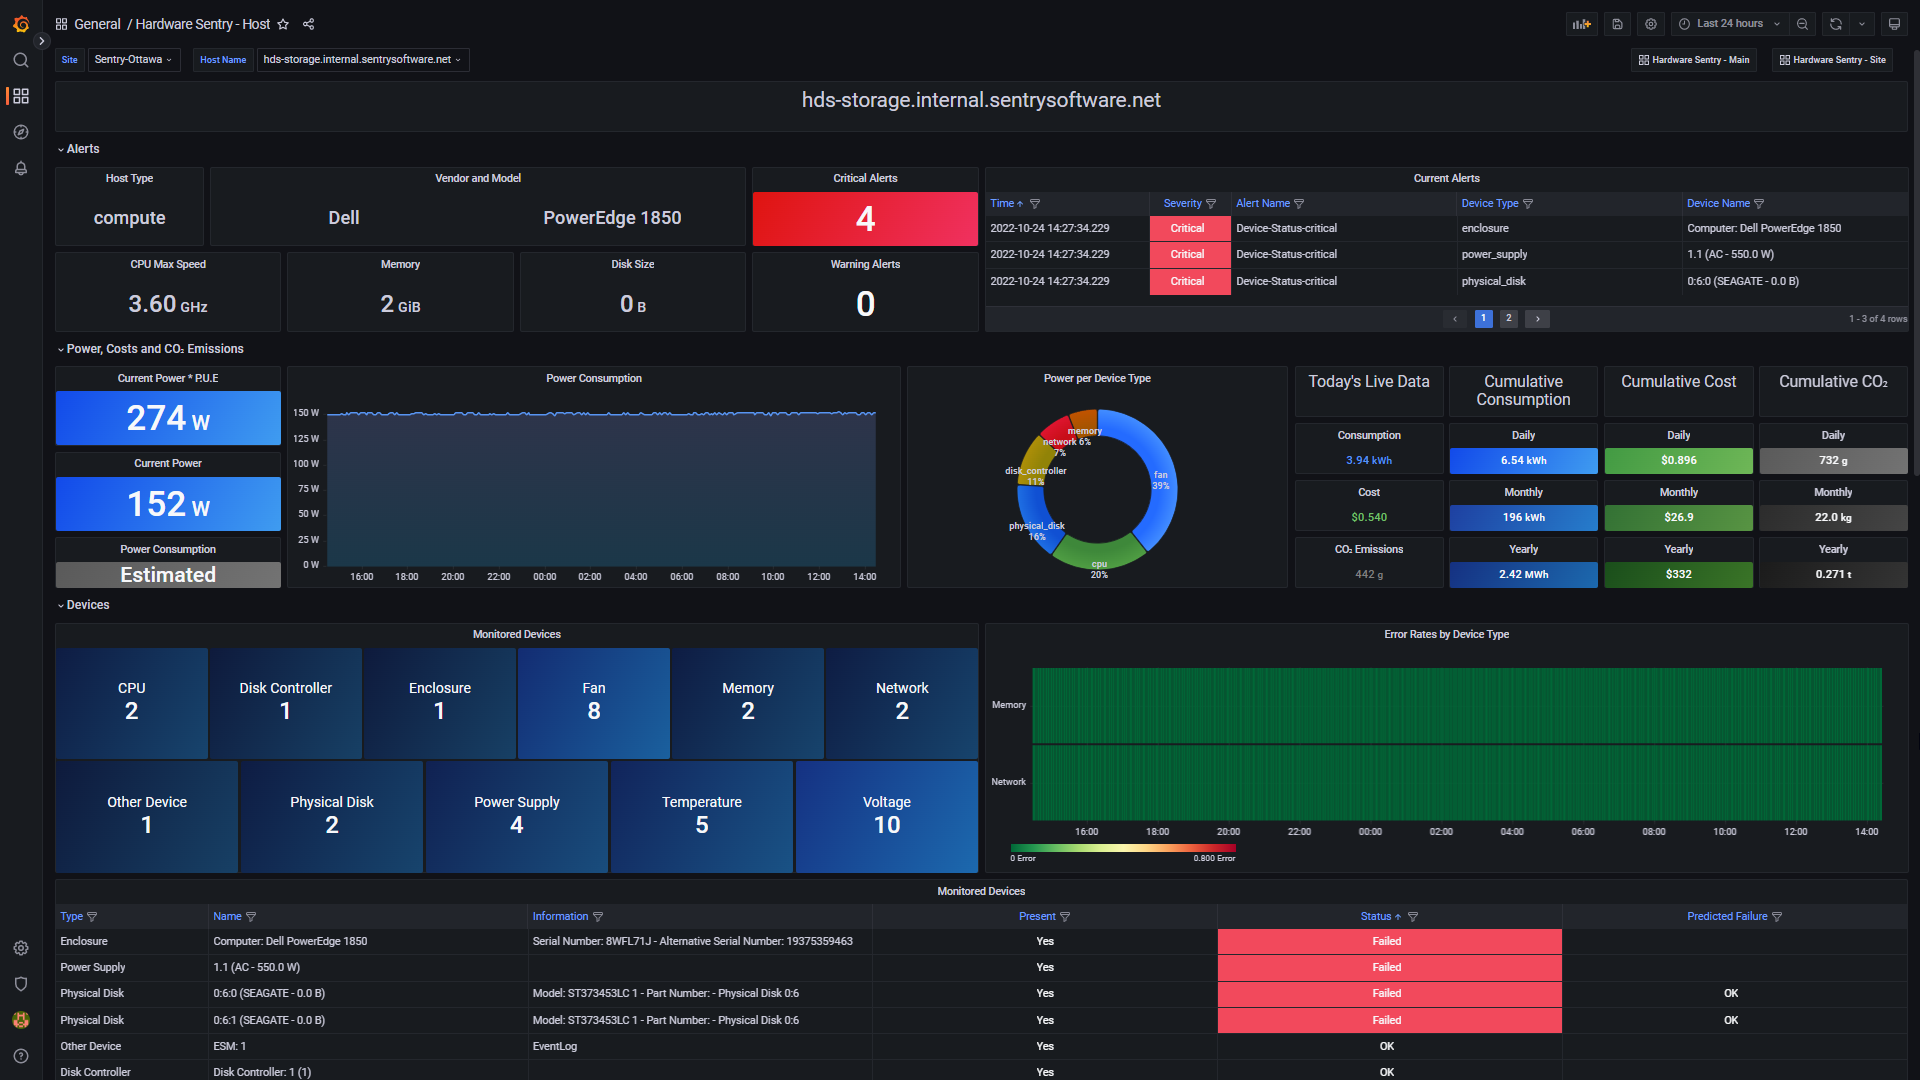 General / Hardware Sentry - Host
Last 24 hours
Site Sentry-Ottawa Host Name hds-storage.internal.sentrysoftware.net
Hardware Sentry - Main Hardware Sentry - Site
hds-storage.internal.sentrysoftware.net
Alerts
Host Type
compute
Vendor and Model
Dell PowerEdge 1850
Critical Alerts
4
CPU Max Speed
3.60 GHz
Memory
2 GiB
Disk Size
0 B
Warning Alerts
0
Current Alerts
Time Severity Alert Name Device Type Device Name
2022-10-24 14:27:34.229 Critical Device-Status-critical enclosure Computer: Dell PowerEdge 1850
2022-10-24 14:27:34.229 Critical Device-Status-critical power_supply 1.1 (AC - 550.0 W)
2022-10-24 14:27:34.229 Critical Device-Status-critical physical_disk 0:6:0 (SEAGATE - 0.0 B)
1 2
1 - 3 of 4 rows
Power, Costs and CO₂ Emissions
Current Power * P.U.E
274 W
Current Power
152 W
Power Consumption
Estimated
Power Consumption
150 W
125 W
100 W
75 W
50 W
25 W
0 W
16:00 18:00 20:00 22:00 00:00 02:00 04:00 06:00 08:00 10:00 12:00 14:00
Power per Device Type
memory
6%
network
7%
disk_controller
11%
fan
39%
physical_disk
16%
cpu
20%
Today's Live Data
Consumption
3.94 kWh
Cost
$0.540
CO₂ Emissions
442 g
Cumulative
Consumption
Daily
6.54 kWh
Monthly
196 kWh
Yearly
2.42 MWh
Cumulative Cost
Daily
$0.896
Monthly
$26.9
Yearly
$332
Cumulative CO₂
Daily
732 g
Monthly
22.0 kg
Yearly
0.271 t
Devices
Monitored Devices
CPU
2
Disk Controller
1
Enclosure
1
Fan
8
Memory
2
Network
2
Other Device
1
Physical Disk
2
Power Supply
4
Temperature
5
Voltage
10
Error Rates by Device Type
Memory
Network
16:00 18:00 20:00 22:00 00:00 02:00 04:00 06:00 08:00 10:00 12:00 14:00
0 Error 0.800 Error
Monitored Devices
Type Name Information Present Status Predicted Failure
Enclosure Computer: Dell PowerEdge 1850 Serial Number: 8WFL71J - Alternative Serial Number: 19375359463 Yes Failed
Power Supply 1.1 (AC - 550.0 W) Yes Failed
Physical Disk 0:6:0 (SEAGATE - 0.0 B) Model: ST373453LC 1 - Part Number: - Physical Disk 0:6 Yes Failed OK
Physical Disk 0:6:1 (SEAGATE - 0.0 B) Model: ST373453LC 1 - Part Number: - Physical Disk 0:6 Yes Failed OK
Other Device ESM: 1 EventLog Yes OK
Disk Controller Disk Controller: 1 (1) Yes OK